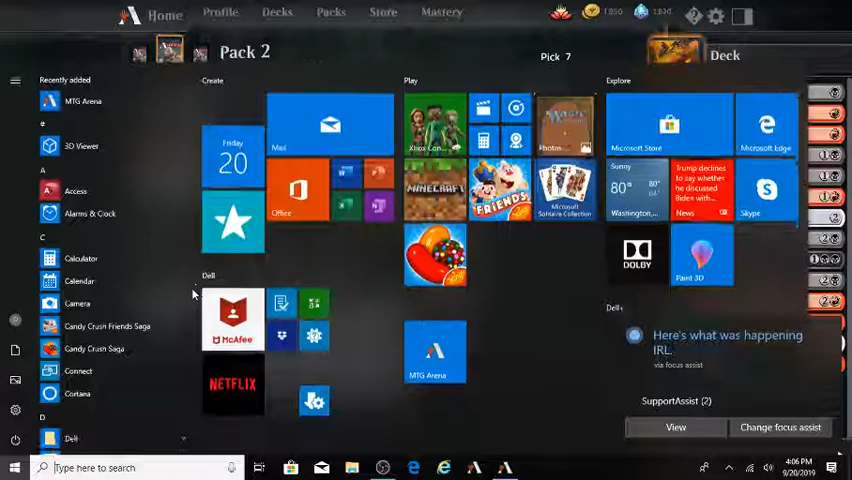 Home Profile Decks Packs Store Mastery
Pack 2
Pick 7
Deck
Recently added
MTG Arena
e
3D Viewer
A
Access
Alarms & Clock
C
Calculator
Calendar
Camera
Candy Crush Friends Saga
Candy Crush Saga
Connect
Cortana
D
Dell
Create
Mail
Friday
20
Office
Dell
McAfee
NETFLIX
Play
Xbox Con...
Photos
MINECRAFT
FRIENDS
Microsoft
Solitaire Collection
MTG Arena
Explore
Microsoft Store
Microsoft Edge
Sunny
80° 80°
Washington,...
Trump declines
to say whether
he discussed
Biden with...
News
Skype
DOLBY
Paint 3D
Dell
Here's what was happening
IRL.
via focus assist
SupportAssist (2)
View
Change focus assist
Type here to search
4:06 PM
9/20/2019